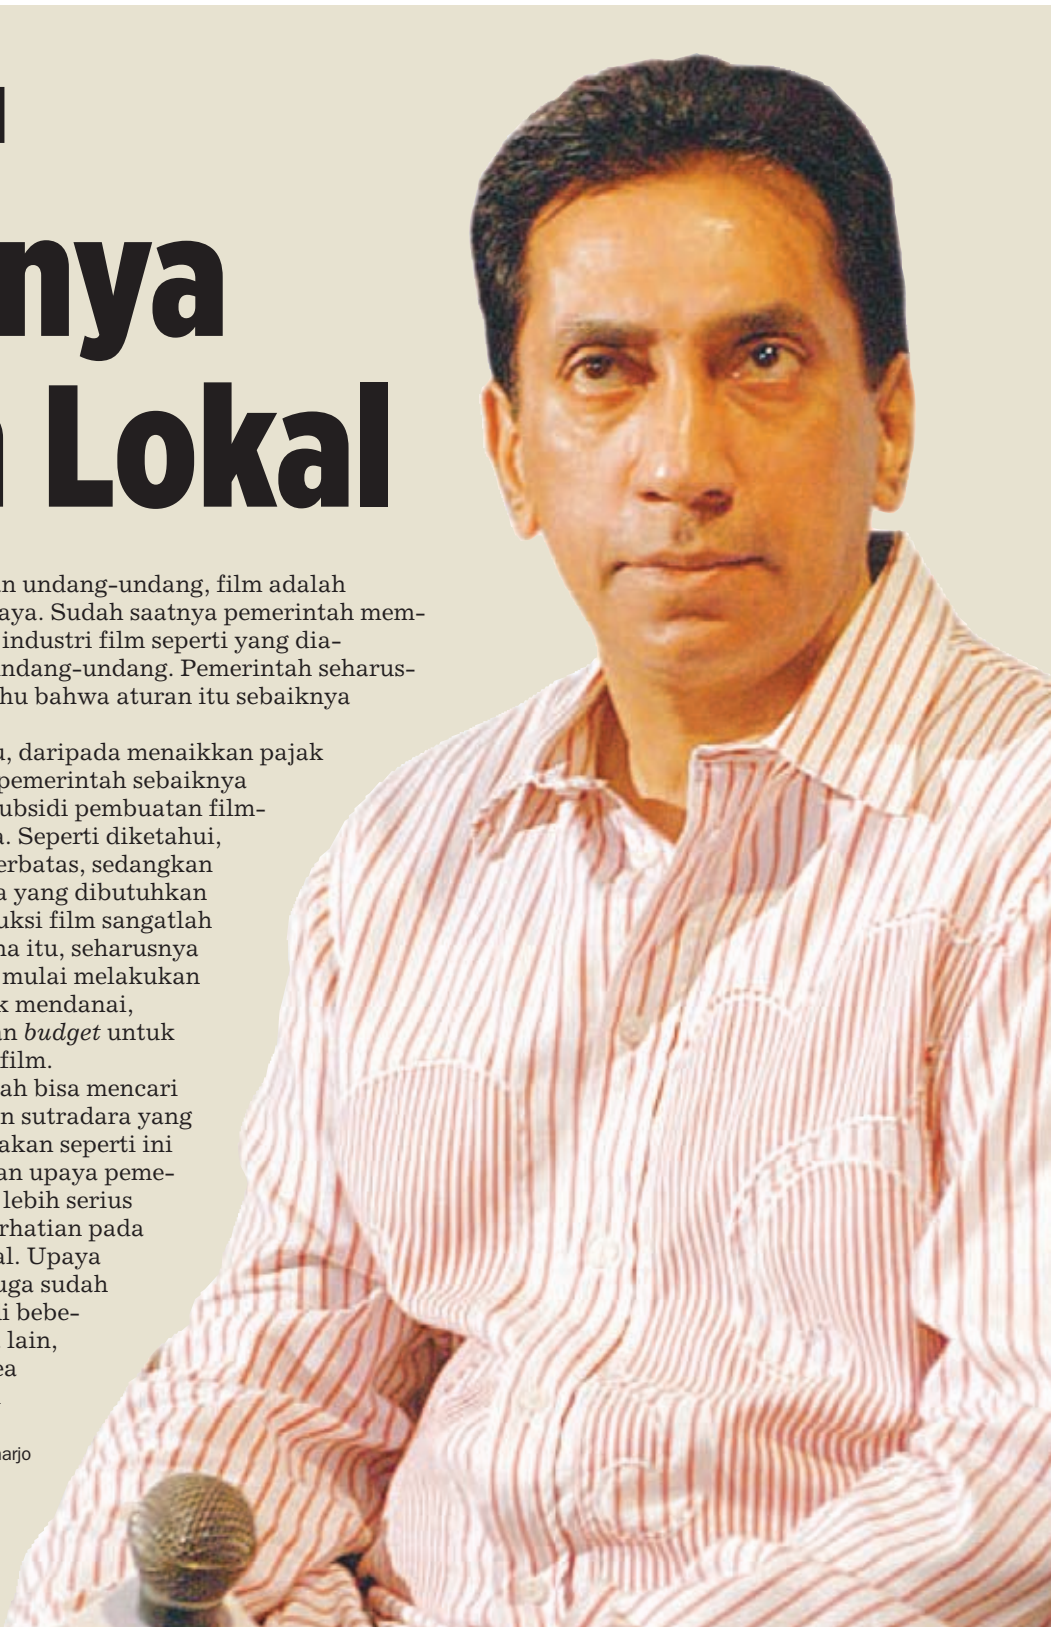 nya
Lokal
n undang-undang, film adalah
aya. Sudah saatnya pemerintah mem-
industri film seperti yang dia-
ndang-undang. Pemerintah seharus-
hu bahwa aturan itu sebaiknya
u, daripada menaikkan pajak
pemerintah sebaiknya
ubsidi pembuatan film-
a. Seperti diketahui,
erbatas, sedangkan
a yang dibutuhkan
uksi film sangatlah
na itu, seharusnya
mulai melakukan
k mendanai,
an budget untuk
film.
ah bisa mencari
n sutradara yang
akan seperti ini
an upaya peme-
lebih serius
rhatian pada
al. Upaya
uga sudah
i bebe-
lain,
ea
arjo